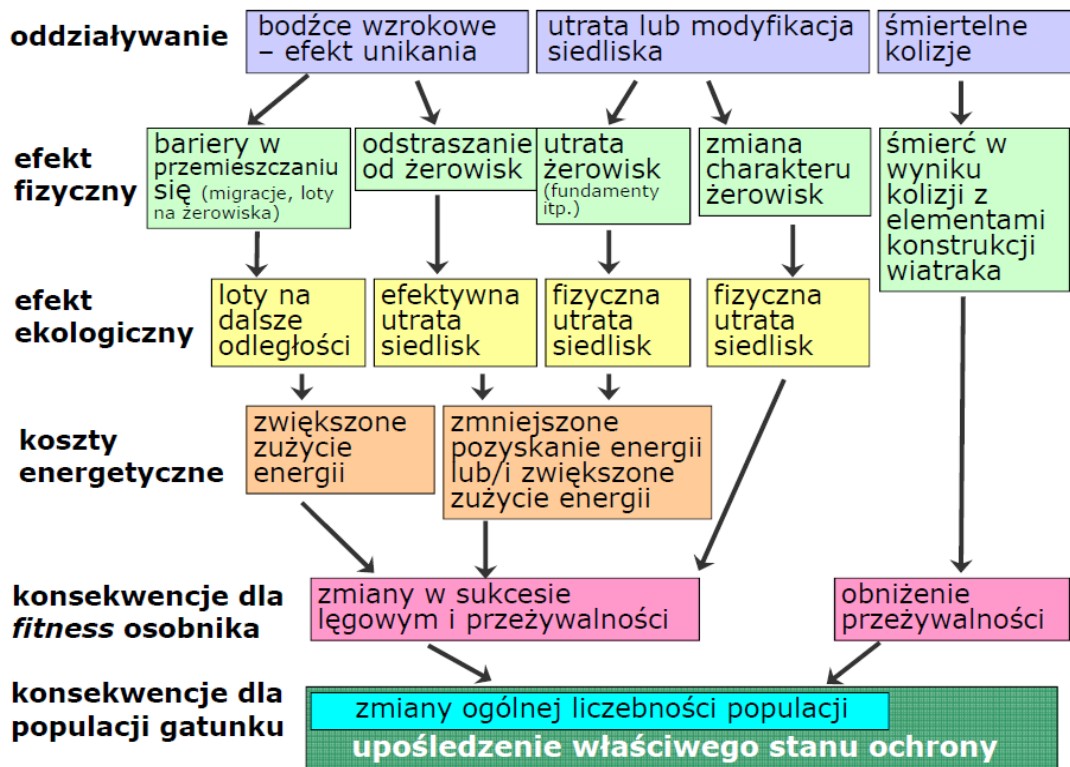 oddziaływanie
bodźce wzrokowe
– efekt unikania
utrata lub modyfikacja
siedliska
śmiertelne
kolizje
efekt
fizyczny
bariery w
przemieszczaniu
się (migracje, loty
na żerowiska)
odstraszanie
od żerowisk
utrata
żerowisk
(fundamenty
itp.)
zmiana
charakteru
żerowisk
śmierć w
wyniku
kolizji z
elementami
konstrukcji
wiatraka
efekt
ekologiczny
loty na
dalsze
odległości
efektywna
utrata
siedlisk
fizyczna
utrata
siedlisk
fizyczna
utrata
siedlisk
koszty
energetyczne
zwiększone
zużycie
energii
zmniejszone
pozyskanie energii
lub/i zwiększone
zużycie energii
konsekwencje dla
fitness osobnika
zmiany w sukcesie
lęgowym i przeżywalności
obniżenie
przeżywalności
konsekwencje dla
populacji gatunku
zmiany ogólnej liczebności populacji
upośledzenie właściwego stanu ochrony